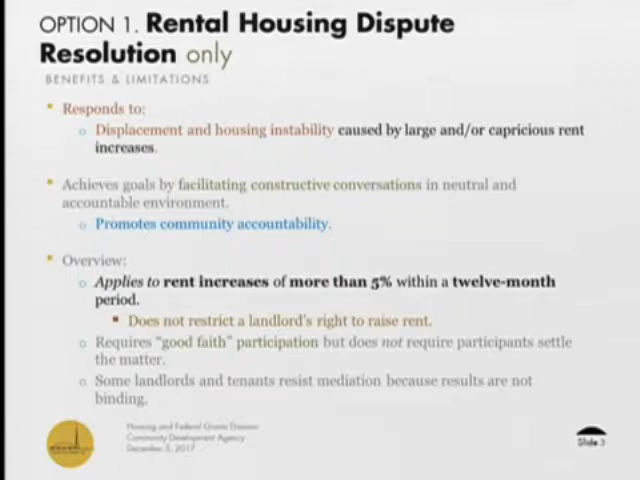 OPTION 1. Rental Housing Dispute
Resolution only
BENEFITS & LIMITATIONS
Responds to:
Displacement and housing instability caused by large and/or capricious rent
increases.
Achieves goals by facilitating constructive conversations in neutral and
accountable environment.
Promotes community accountability.
Overview:
Applies to rent increases of more than 5% within a twelve-month
period.
Does not restrict a landlord's right to raise rent.
Requires "good faith" participation but does not require participants settle
the matter.
Some landlords and tenants resist mediation because results are not
binding.
Housing and Federal Grants Division
Community Development Agency
December 5, 2017
Slide 3